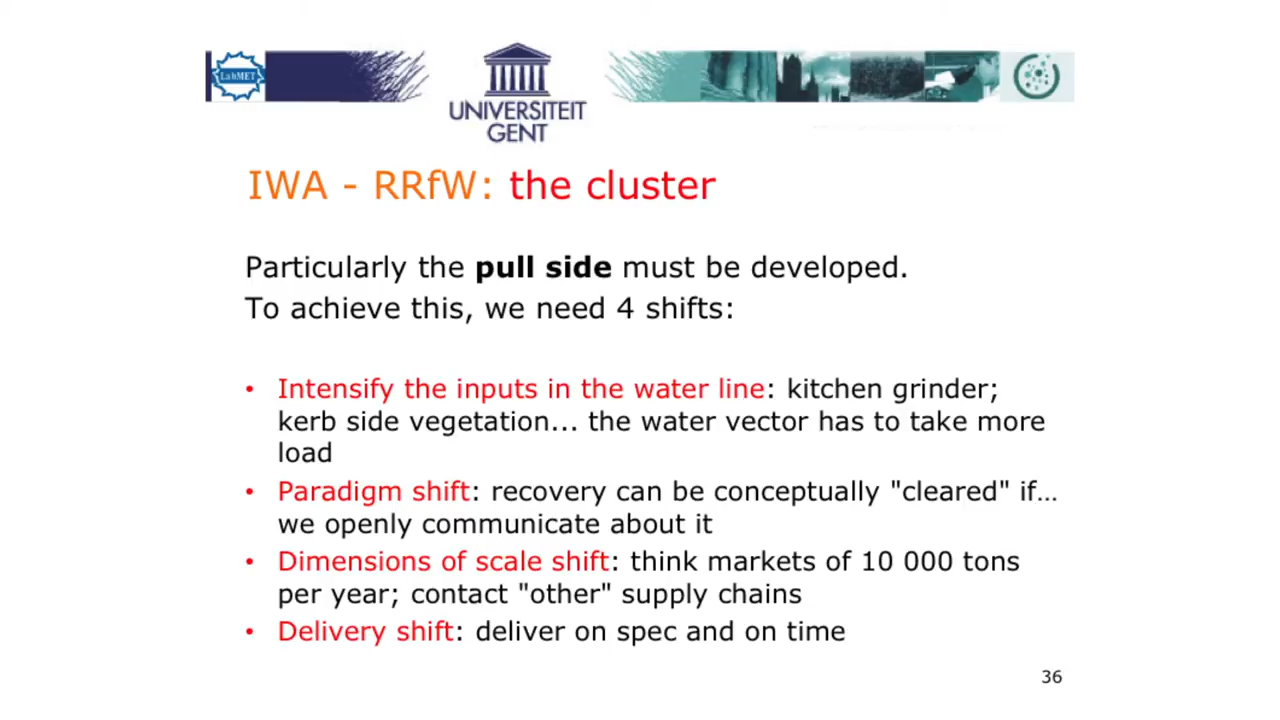 LabMET
UNIVERSITEIT
GENT
IWA - RRfW: the cluster
Particularly the pull side must be developed.
To achieve this, we need 4 shifts:
• Intensify the inputs in the water line: kitchen grinder;
kerb side vegetation... the water vector has to take more
load
• Paradigm shift: recovery can be conceptually "cleared" if…
we openly communicate about it
• Dimensions of scale shift: think markets of 10 000 tons
per year; contact "other" supply chains
• Delivery shift: deliver on spec and on time
36